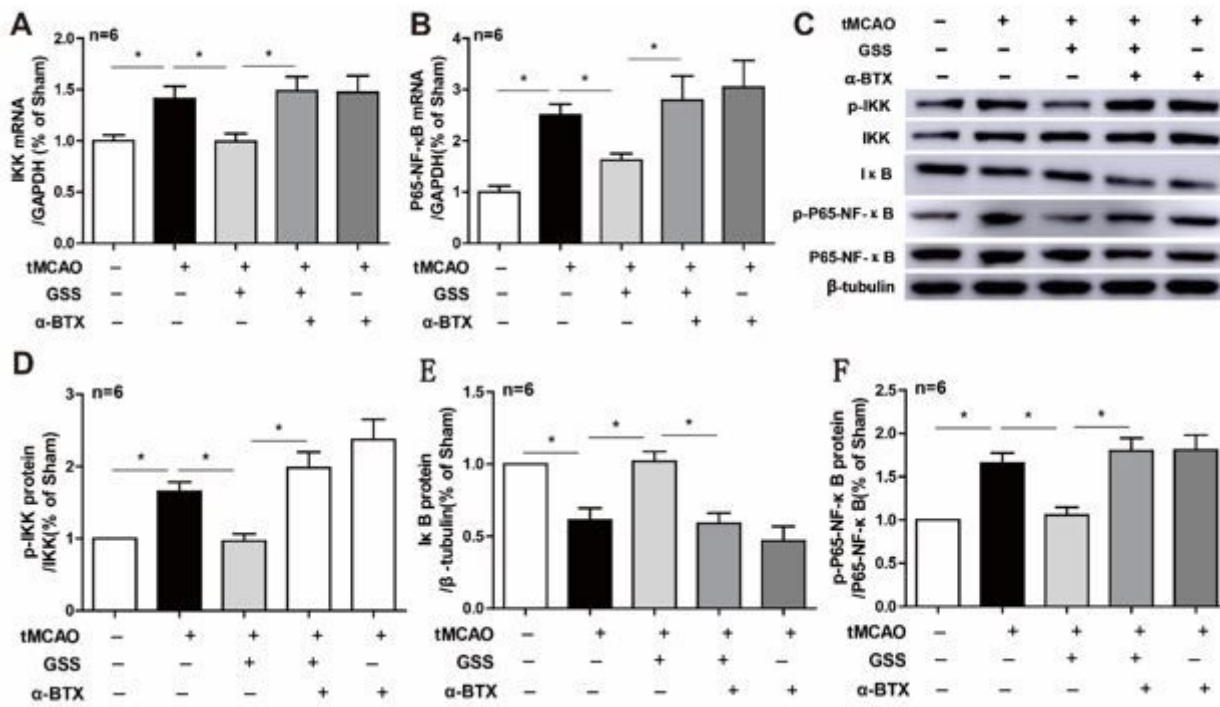 A
n=6
IKK mRNA
/GAPDH (% of Sham)
2.0
1.5
1.0
0.5
0.0
* * *
tMCAO – + + + +
GSS – – + + –
α-BTX – – – + +
B
n=6
P65-NF-κB mRNA
/GAPDH(% of Sham)
4
3
2
1
0
* * *
tMCAO – + + + +
GSS – – + + –
α-BTX – – – + +
C
tMCAO – + + + +
GSS – – + + –
α-BTX – – – + +
p-IKK
IKK
IκB
p-P65-NF-κB
P65-NF-κB
β-tubulin
D
n=6
p-IKK protein
/IKK(% of Sham)
3
2
1
0
* * *
tMCAO – + + + +
GSS – – + + –
α-BTX – – – + +
E
n=6
Iκ B protein
/β -tubulin(% of Sham)
1.5
1.0
0.5
0.0
* * *
tMCAO – + + + +
GSS – – + + –
α-BTX – – – + +
F
n=6
p-P65-NF-κ B protein
/P65-NF-κ B(% of Sham)
2.5
2.0
1.5
1.0
0.5
0.0
* * *
tMCAO – + + + +
GSS – – + + –
α-BTX – – – + +